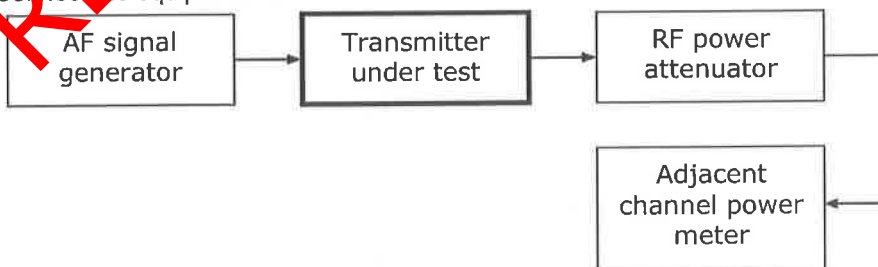 AF signal
generator
Transmitter
under test
RF power
attenuator
Adjacent
channel power
meter